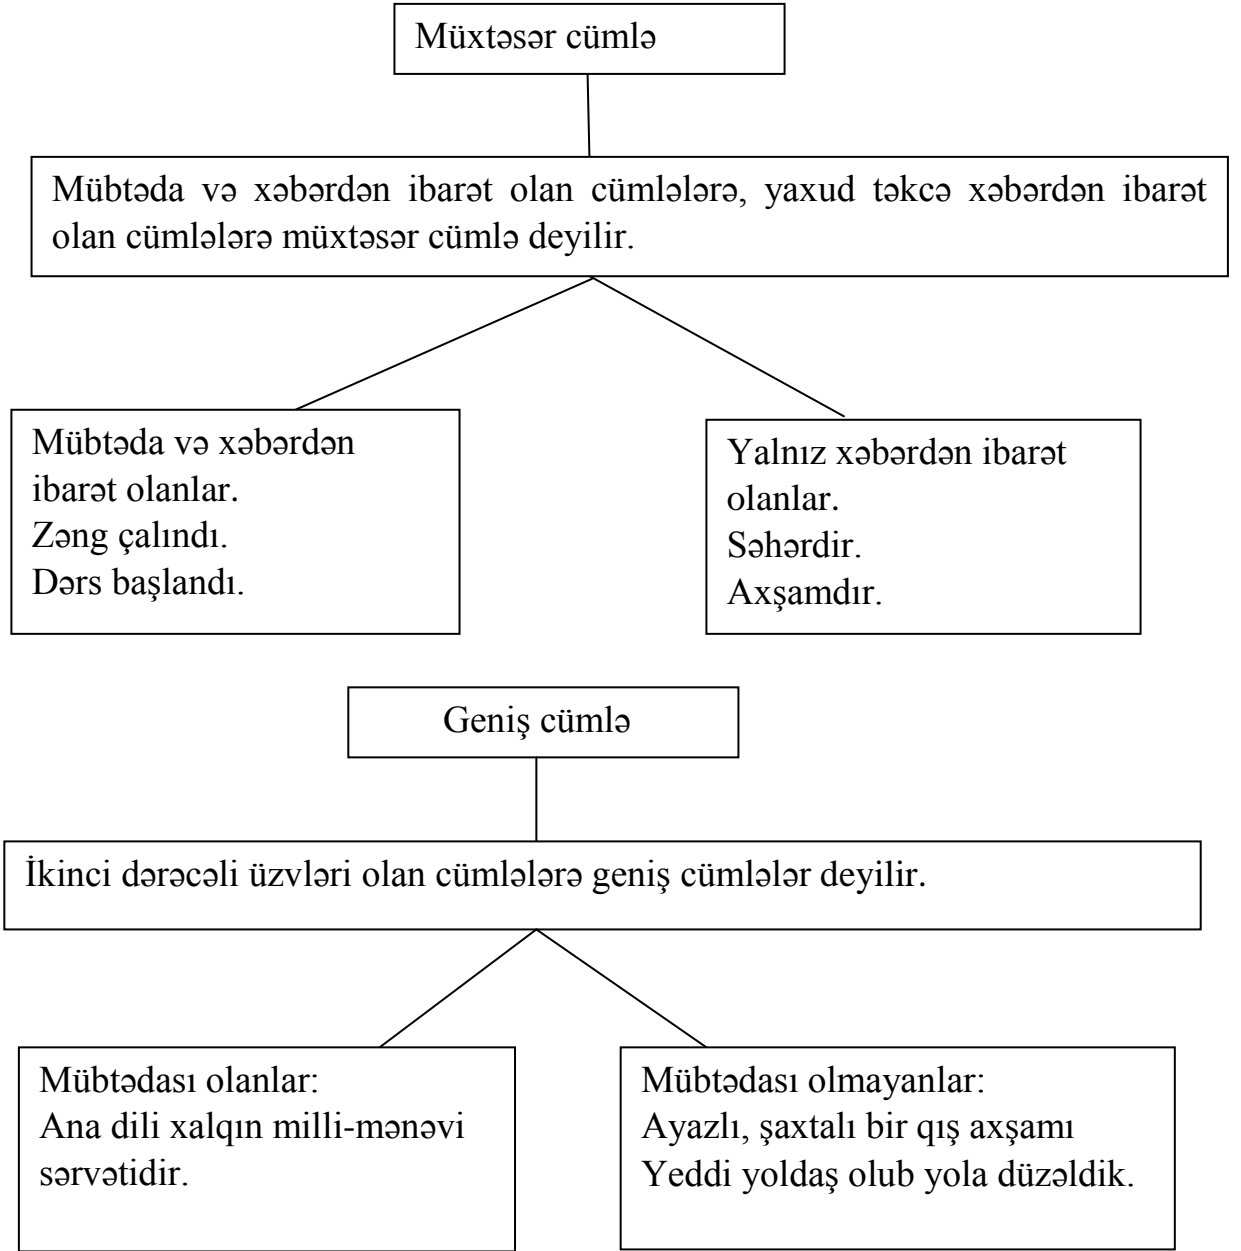 Müxtəsər cümlə
Mübtəda və xəbərdən ibarət olan cümlələrə, yaxud təkcə xəbərdən ibarət
olan cümlələrə müxtəsər cümlə deyilir.
Mübtəda və xəbərdən
ibarət olanlar.
Zəng çalındı.
Dərs başlandı.
Yalnız xəbərdən ibarət
olanlar.
Səhərdir.
Axşamdır.
Geniş cümlə
İkinci dərəcəli üzvləri olan cümlələrə geniş cümlələr deyilir.
Mübtədası olanlar:
Ana dili xalqın milli-mənəvi
sərvətidir.
Mübtədası olmayanlar:
Ayazlı, şaxtalı bir qış axşamı
Yeddi yoldaş olub yola düzəldik.